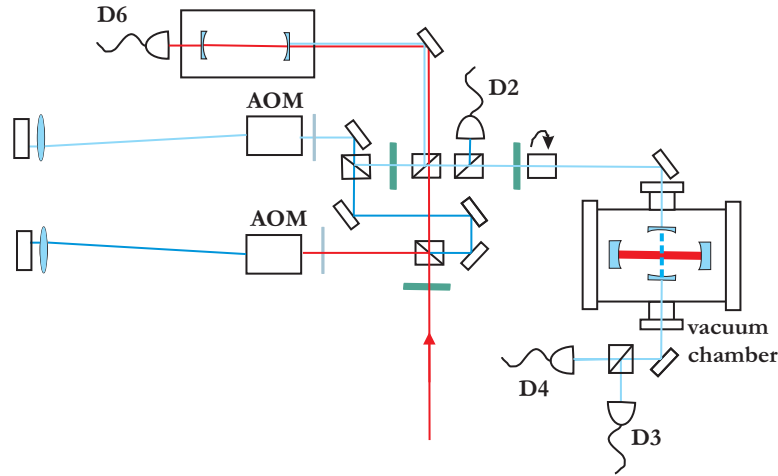 D6
D2
AOM
AOM
vacuum
chamber
D4
D3